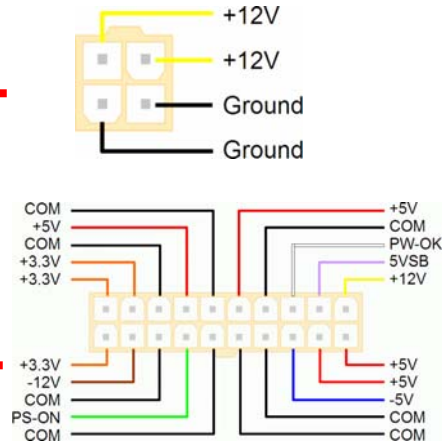 +12V
+12V
Ground
Ground
COM
+5V
COM
+3.3V
+3.3V
+5V
COM
PW-OK
5VSB
+12V
+3.3V
-12V
COM
PS-ON
COM
+5V
+5V
-5V
COM
COM